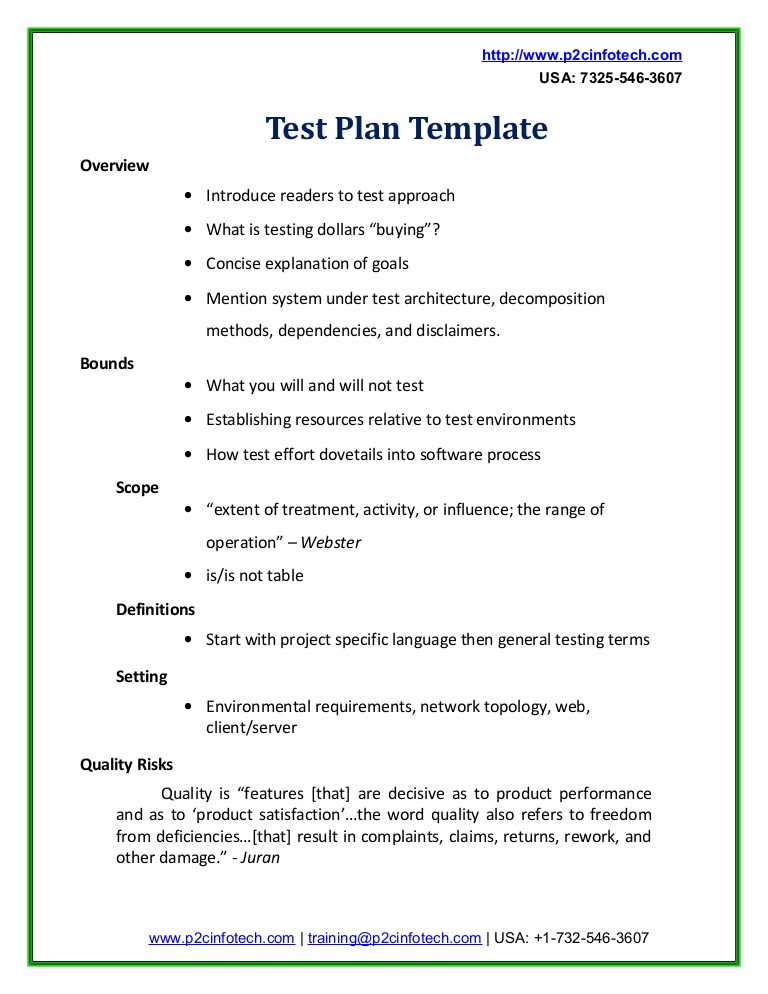 http://www.p2cinfotech.com
USA: 7325-546-3607
Test Plan Template
Overview
• Introduce readers to test approach
• What is testing dollars “buying”?
• Concise explanation of goals
• Mention system under test architecture, decomposition
methods, dependencies, and disclaimers.
Bounds
• What you will and will not test
• Establishing resources relative to test environments
• How test effort dovetails into software process
Scope
• “extent of treatment, activity, or influence; the range of
operation” – Webster
• is/is not table
Definitions
• Start with project specific language then general testing terms
Setting
• Environmental requirements, network topology, web,
client/server
Quality Risks
Quality is “features [that] are decisive as to product performance
and as to ‘product satisfaction’…the word quality also refers to freedom
from deficiencies…[that] result in complaints, claims, returns, rework, and
other damage.” - Juran
www.p2cinfotech.com | training@p2cinfotech.com | USA: +1-732-546-3607